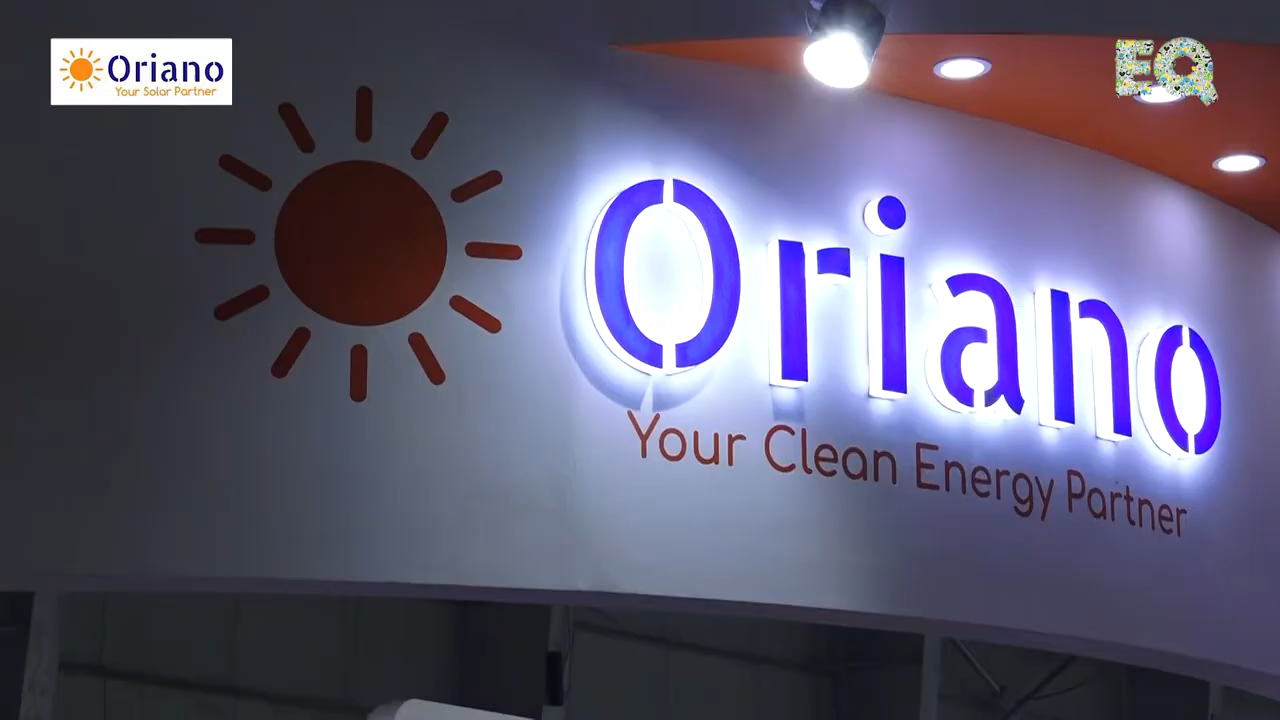 Oriano
Your Solar Partner
EQ
Oriano
Your Clean Energy Partner